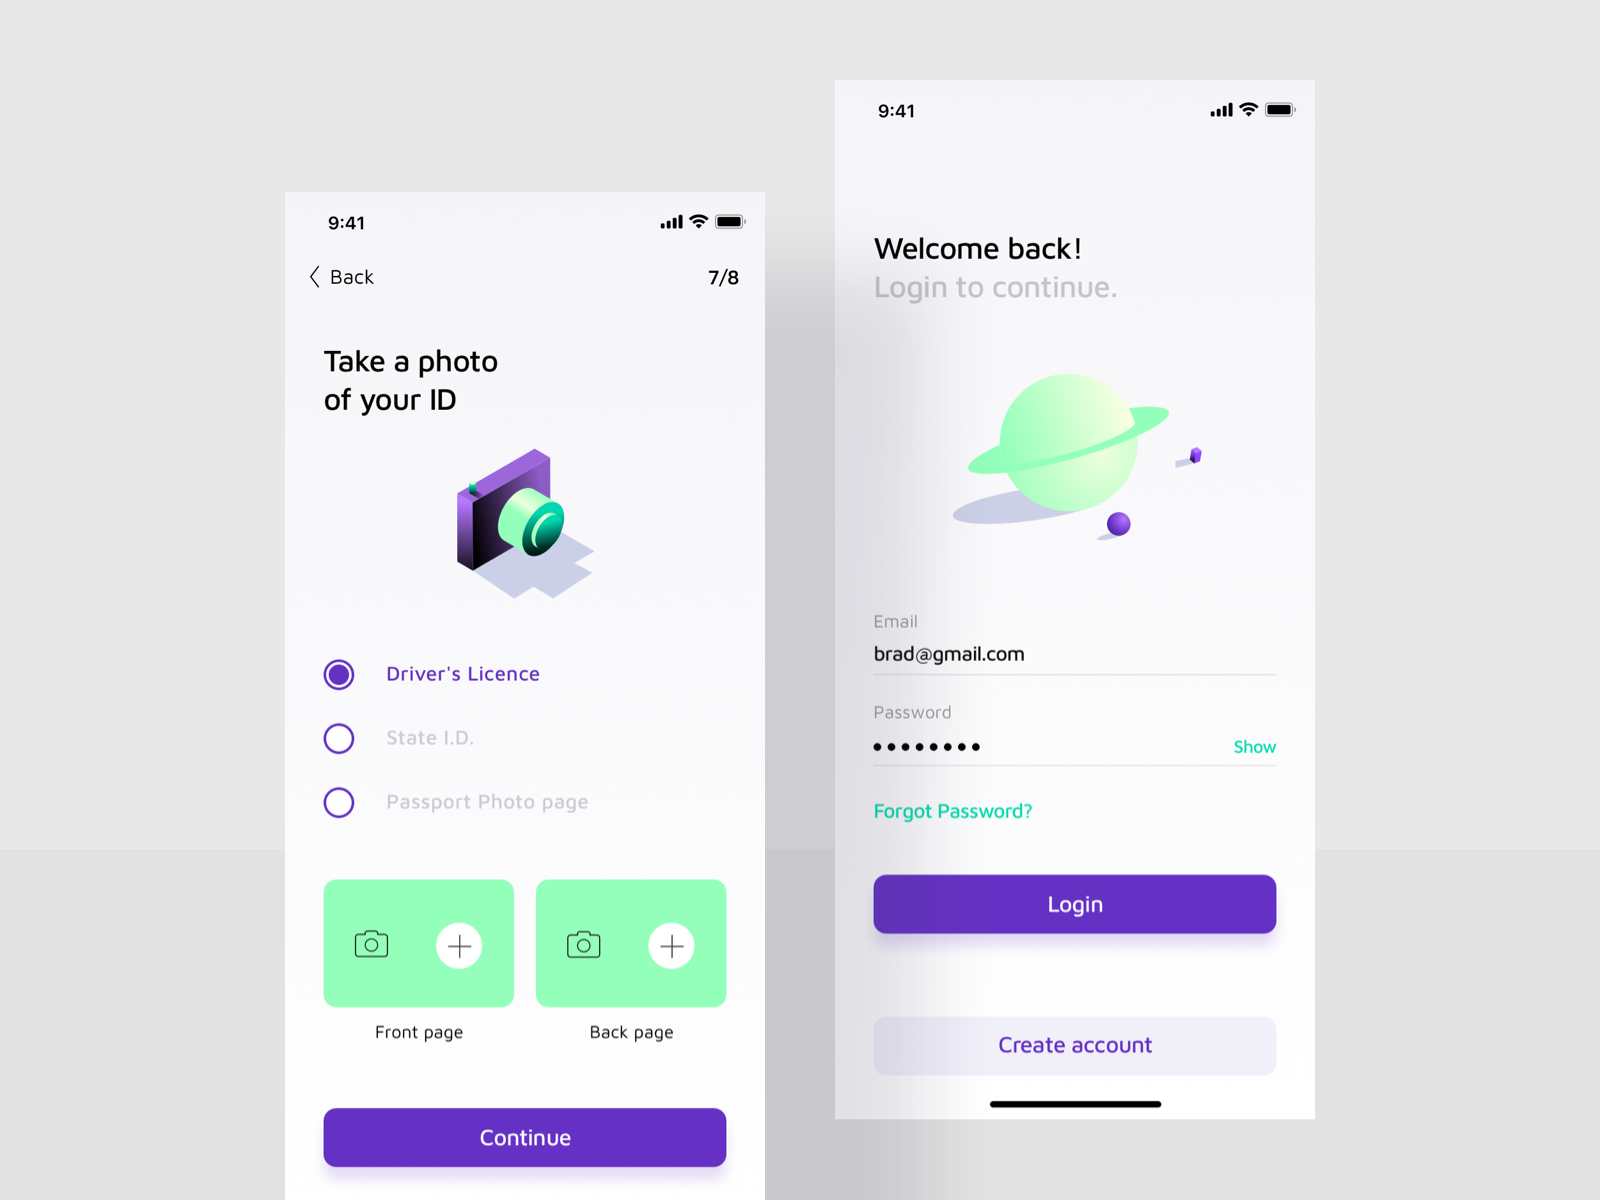 9:41
Back
7/8
Take a photo
of your ID
Driver's Licence
State I.D.
Passport Photo page
Front page
Back page
Continue
9:41
Welcome back!
Login to continue.
Email
brad@gmail.com
Password
Show
Forgot Password?
Login
Create account